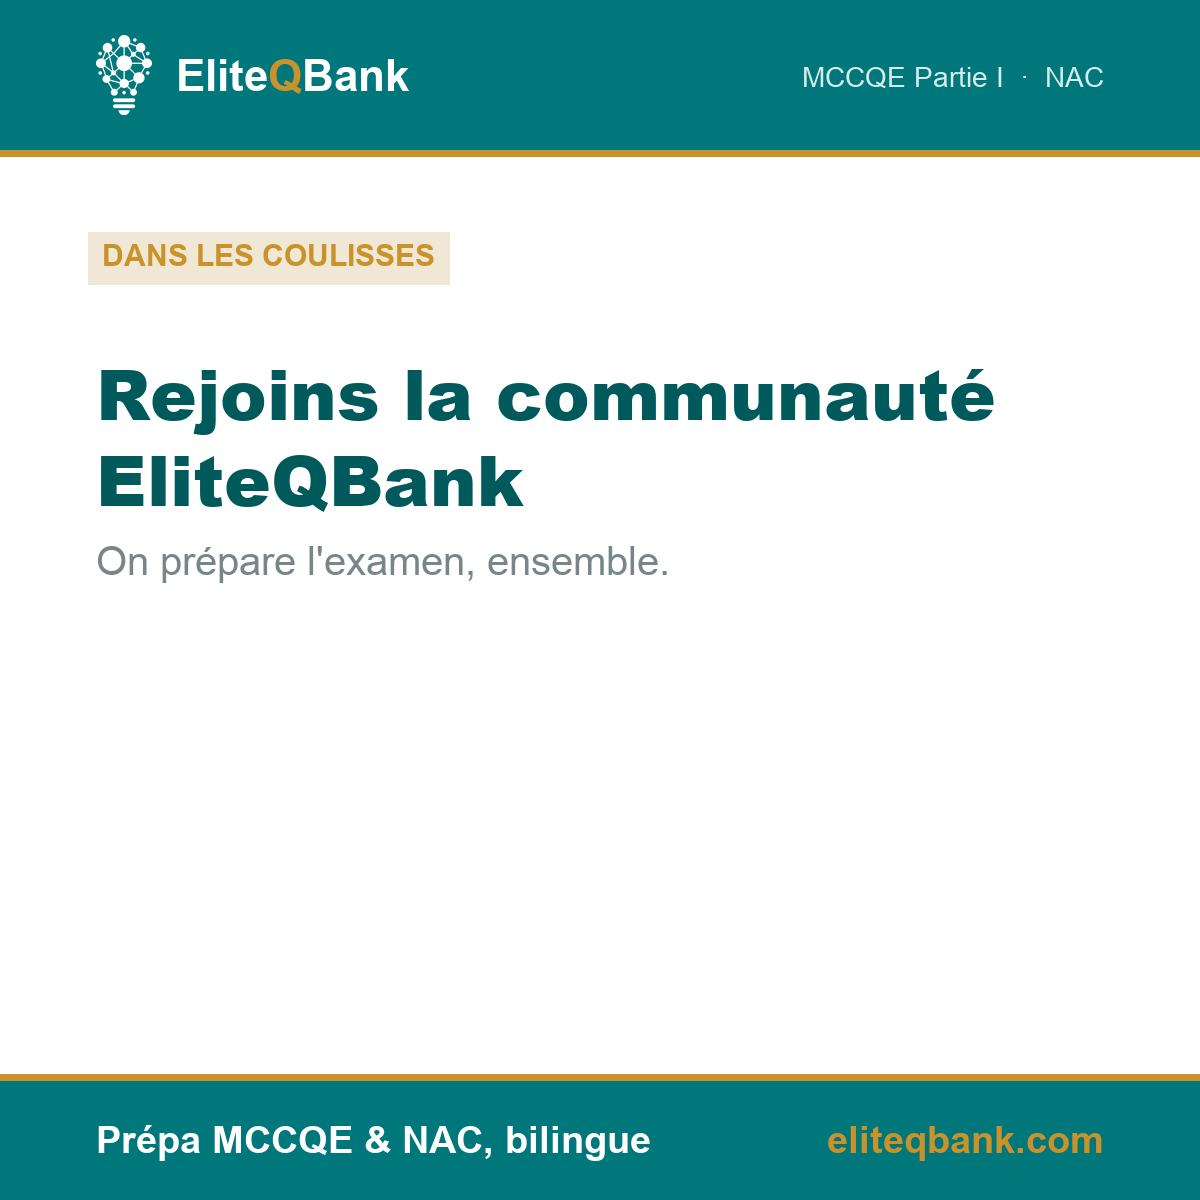 EliteQBank
MCCQE Partie I · NAC
DANS LES COULISSES
Rejoins la communauté
EliteQBank
On prépare l'examen, ensemble.
Prépa MCCQE & NAC, bilingue
eliteqbank.com